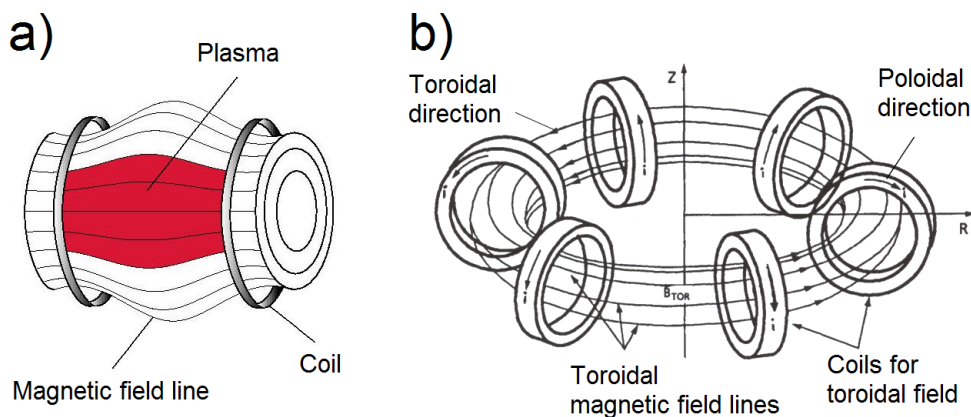 a)
Plasma
Coil
Magnetic field line
b)
Toroidal
direction
Z
Poloidal
direction
i
i
i
i
i
i
R
B_TOR
Toroidal
magnetic field lines
Coils for
toroidal field